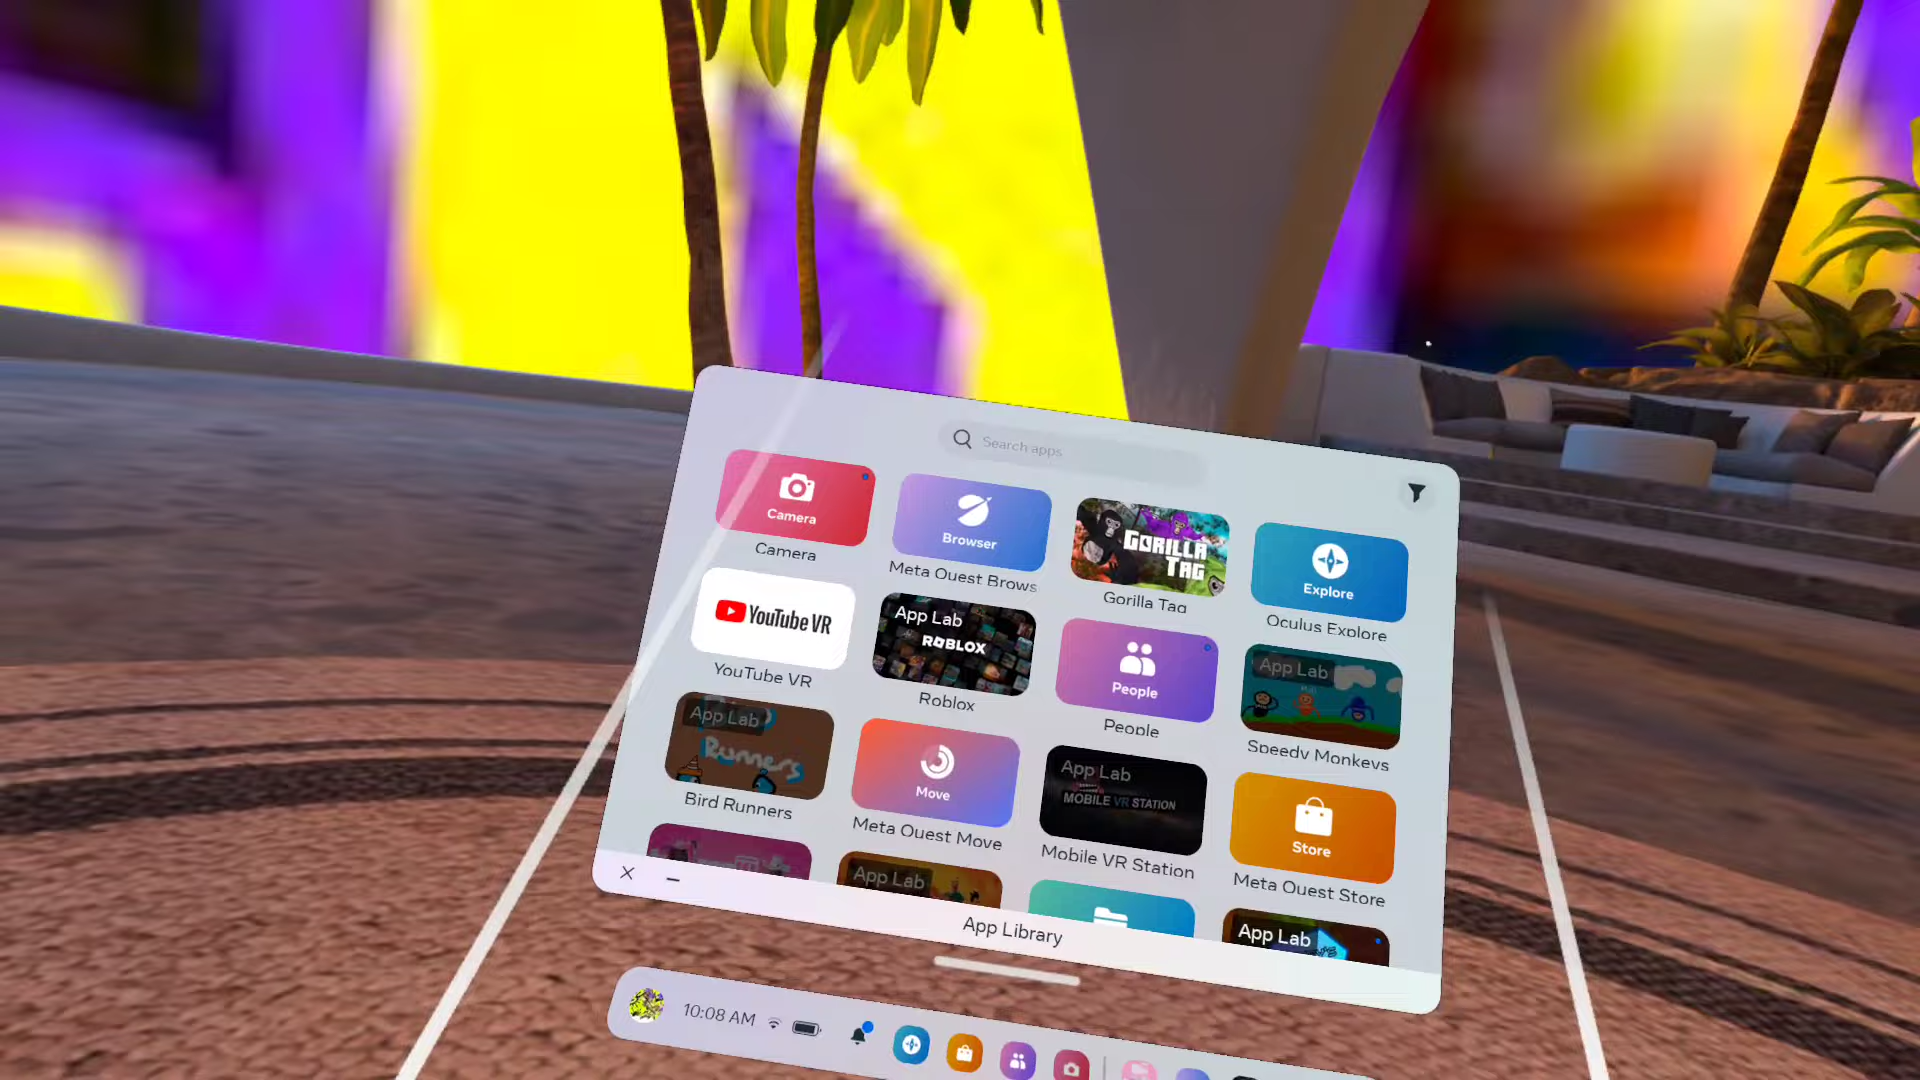 Search apps
Camera
Browser
GORILLA TAG
Explore
Camera
Meta Quest Brows
Gorilla Tag
Oculus Explore
YouTube VR
App Lab
ROBLOX
People
App Lab
YouTube VR
Roblox
People
Speedy Monkeys
App Lab
Runners
Move
App Lab
MOBILE VR STATION
Store
Bird Runners
Meta Quest Move
Mobile VR Station
Meta Quest Store
App Lab
App Lab
App Library
10:08 AM